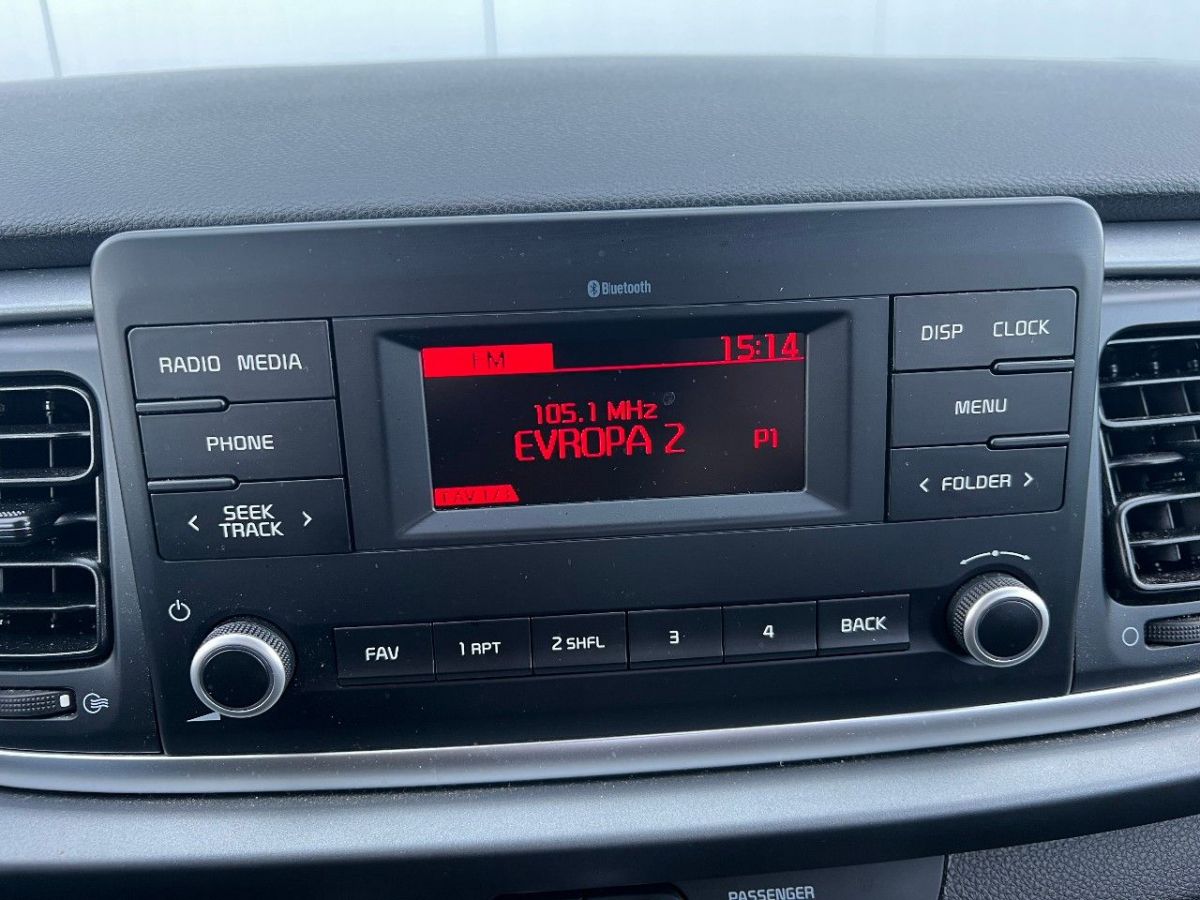 Bluetooth
RADIO MEDIA
PHONE
< SEEK TRACK >
FM 15:14
105.1 MHz
EVROPA 2 P1
DISP CLOCK
MENU
< FOLDER >
FAV
1 RPT
2 SHFL
3
4
BACK
PASSENGER